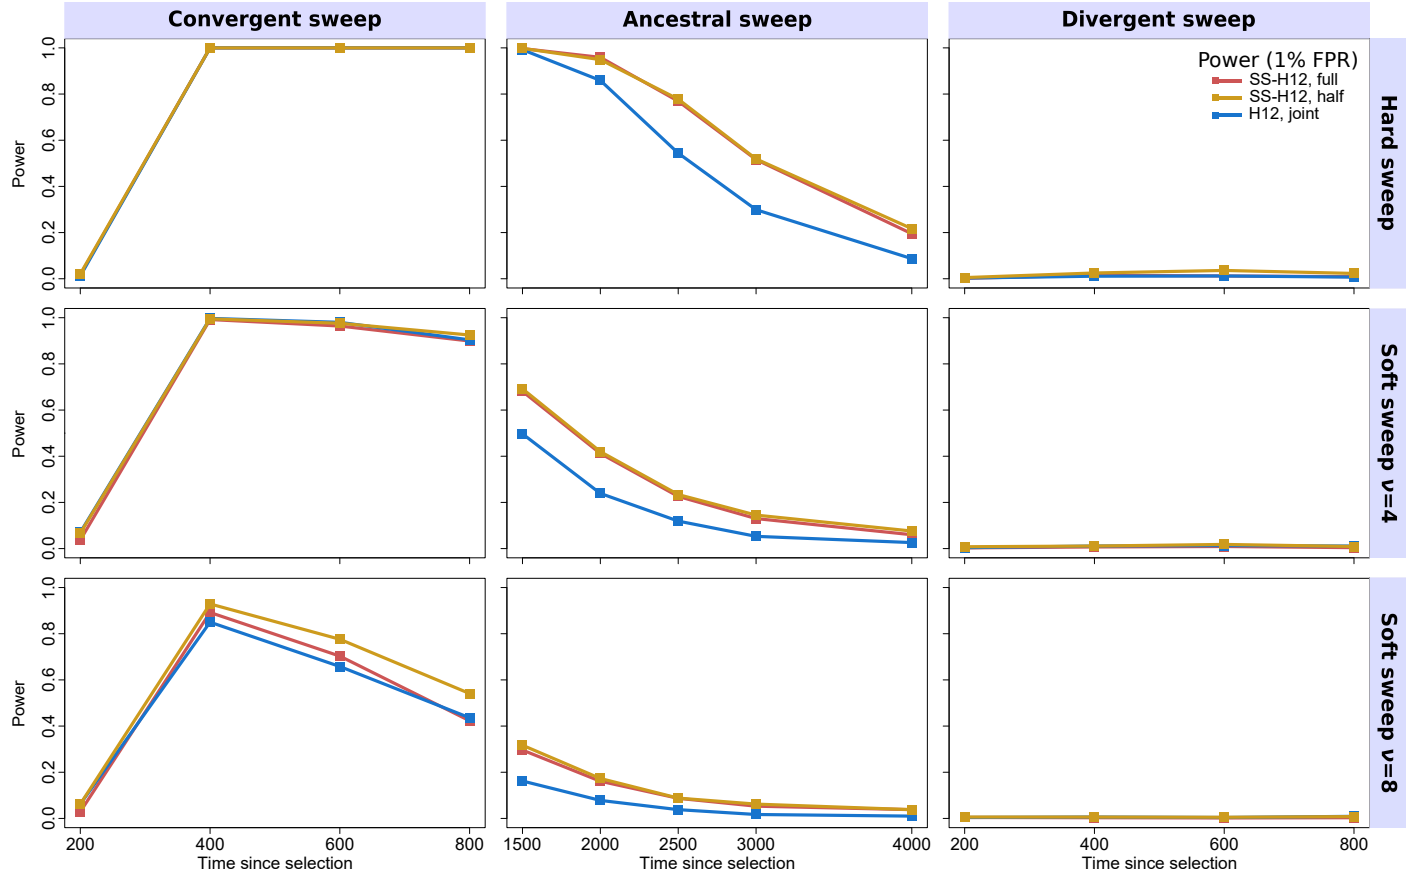 Convergent sweep
Ancestral sweep
Divergent sweep
Power (1% FPR)
SS-H12, full
SS-H12, half
H12, joint
Hard sweep
Power
0.0 0.2 0.4 0.6 0.8 1.0
Soft sweep ν=4
Power
0.0 0.2 0.4 0.6 0.8 1.0
Soft sweep ν=8
Power
0.0 0.2 0.4 0.6 0.8 1.0
200 400 600 800
1500 2000 2500 3000 4000
200 400 600 800
Time since selection
Time since selection
Time since selection